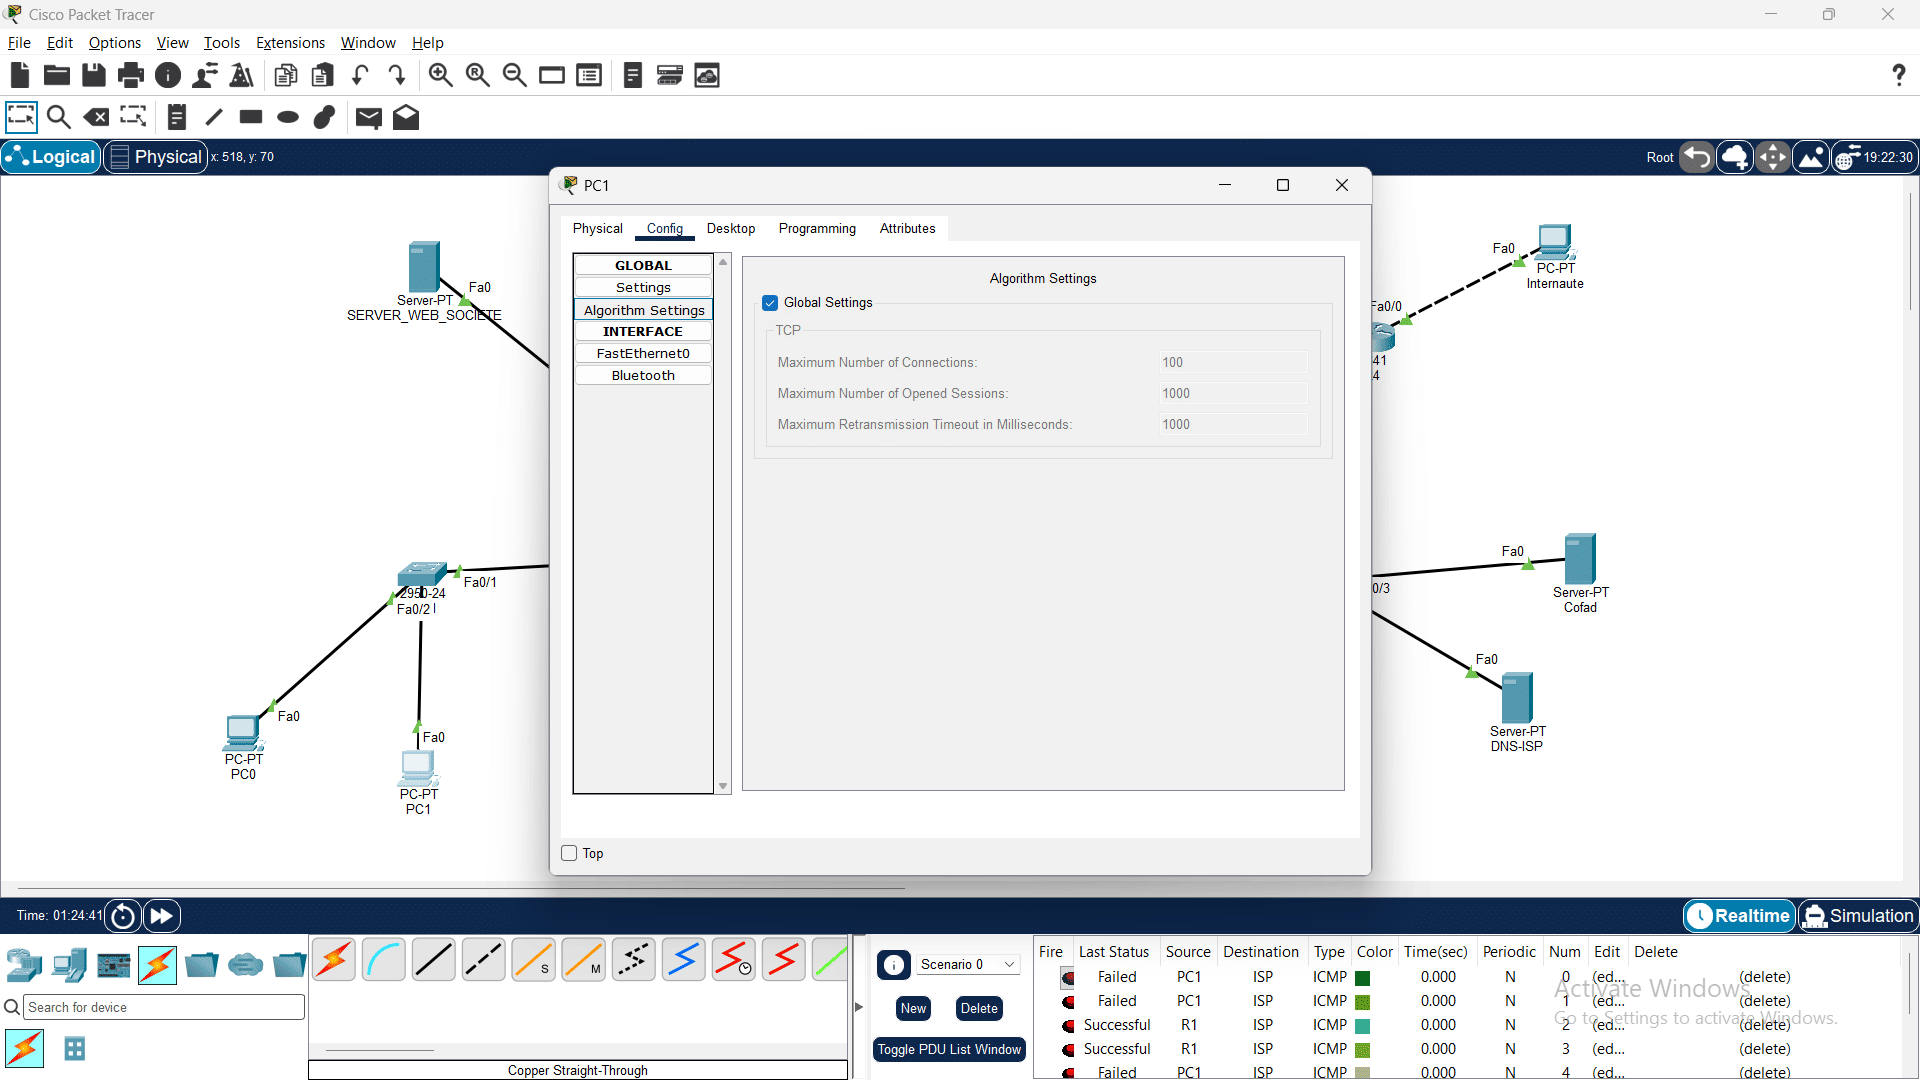 Cisco Packet Tracer
File Edit Options View Tools Extensions Window Help
Logical Physical x: 518, y: 70 Root 19:22:30
Server-PT
SERVER_WEB_SOCIETE
Fa0
2950-24
Fa0/2
Fa0/1
Fa0
PC-PT
PC0
Fa0
PC-PT
PC1
PC1
Physical Config Desktop Programming Attributes
GLOBAL
Settings
Algorithm Settings
INTERFACE
FastEthernet0
Bluetooth
Algorithm Settings
Global Settings
TCP
Maximum Number of Connections: 100
Maximum Number of Opened Sessions: 1000
Maximum Retransmission Timeout in Milliseconds: 1000
Top
Fa0
PC-PT
Internaute
Fa0/0
41
4
Fa0
Server-PT
Cofad
0/3
Fa0
Server-PT
DNS-ISP
Time: 01:24:41 Realtime Simulation
Search for device
S M
Copper Straight-Through
Scenario 0
New Delete
Toggle PDU List Window
Fire Last Status Source Destination Type Color Time(sec) Periodic Num Edit Delete
Failed PC1 ISP ICMP 0.000 N 0 (ed... (delete)
Failed PC1 ISP ICMP 0.000 N 1 (ed... (delete)
Successful R1 ISP ICMP 0.000 N 2 (ed... (delete)
Successful R1 ISP ICMP 0.000 N 3 (ed... (delete)
Failed PC1 ISP ICMP 0.000 N 4 (ed... (delete)
Activate Windows
Go to Settings to activate Windows.